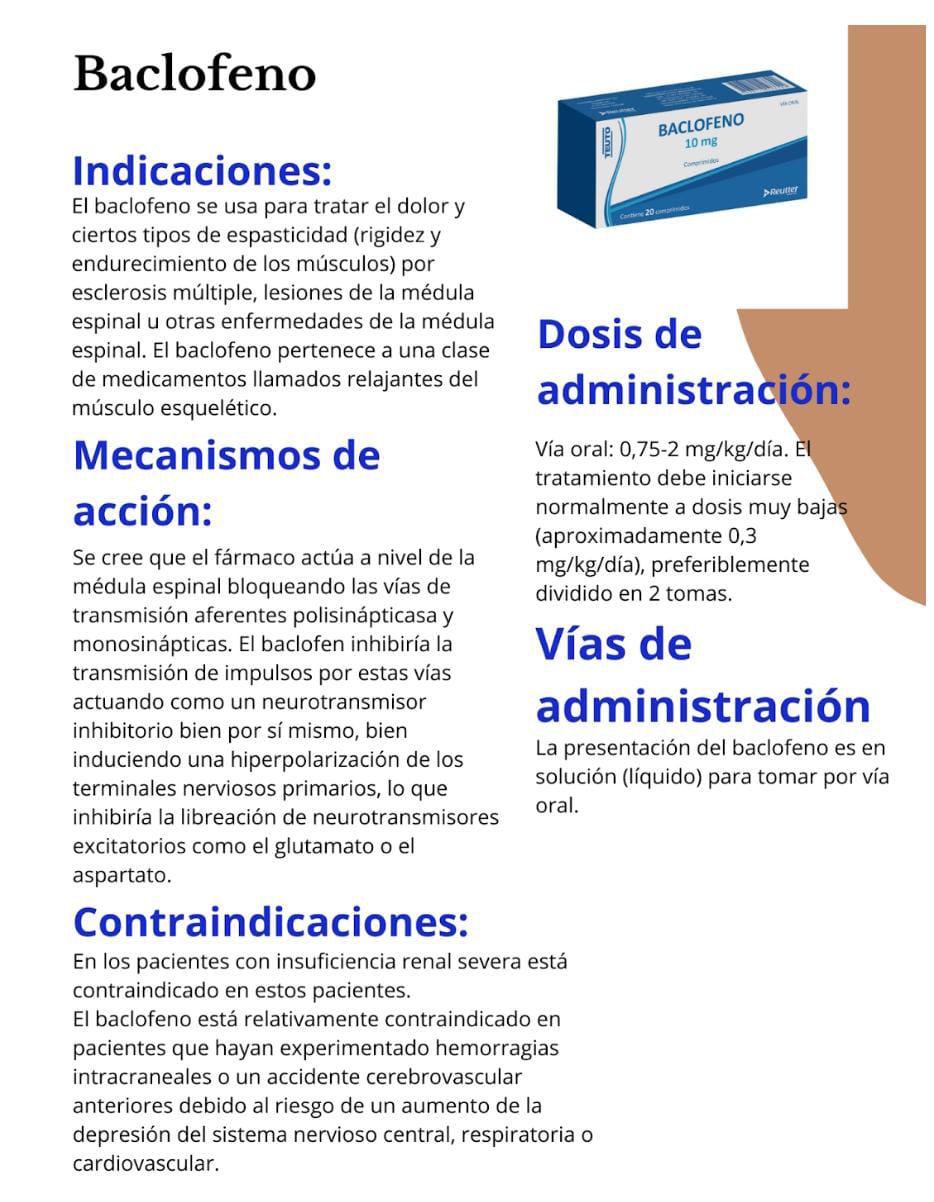 Baclofeno
BACLOFENO
10 mg
Comprimidos
VÍA ORAL
TEUTO
Reutter
Contiene 20 comprimidos
Reutter
Indicaciones:
El baclofeno se usa para tratar el dolor y
ciertos tipos de espasticidad (rigidez y
endurecimiento de los músculos) por
esclerosis múltiple, lesiones de la médula
espinal u otras enfermedades de la médula
espinal. El baclofeno pertenece a una clase
de medicamentos llamados relajantes del
músculo esquelético.
Mecanismos de
acción:
Se cree que el fármaco actúa a nivel de la
médula espinal bloqueando las vías de
transmisión aferentes polisinápticasa y
monosinápticas. El baclofen inhibiría la
transmisión de impulsos por estas vías
actuando como un neurotransmisor
inhibitorio bien por sí mismo, bien
induciendo una hiperpolarización de los
terminales nerviosos primarios, lo que
inhibiría la libreación de neurotransmisores
excitatorios como el glutamato o el
aspartato.
Contraindicaciones:
En los pacientes con insuficiencia renal severa está
contraindicado en estos pacientes.
El baclofeno está relativamente contraindicado en
pacientes que hayan experimentado hemorragias
intracraneales o un accidente cerebrovascular
anteriores debido al riesgo de un aumento de la
depresión del sistema nervioso central, respiratoria o
cardiovascular.
Dosis de
administración:
Vía oral: 0,75-2 mg/kg/día. El
tratamiento debe iniciarse
normalmente a dosis muy bajas
(aproximadamente 0,3
mg/kg/día), preferiblemente
dividido en 2 tomas.
Vías de
administración
La presentación del baclofeno es en
solución (líquido) para tomar por vía
oral.